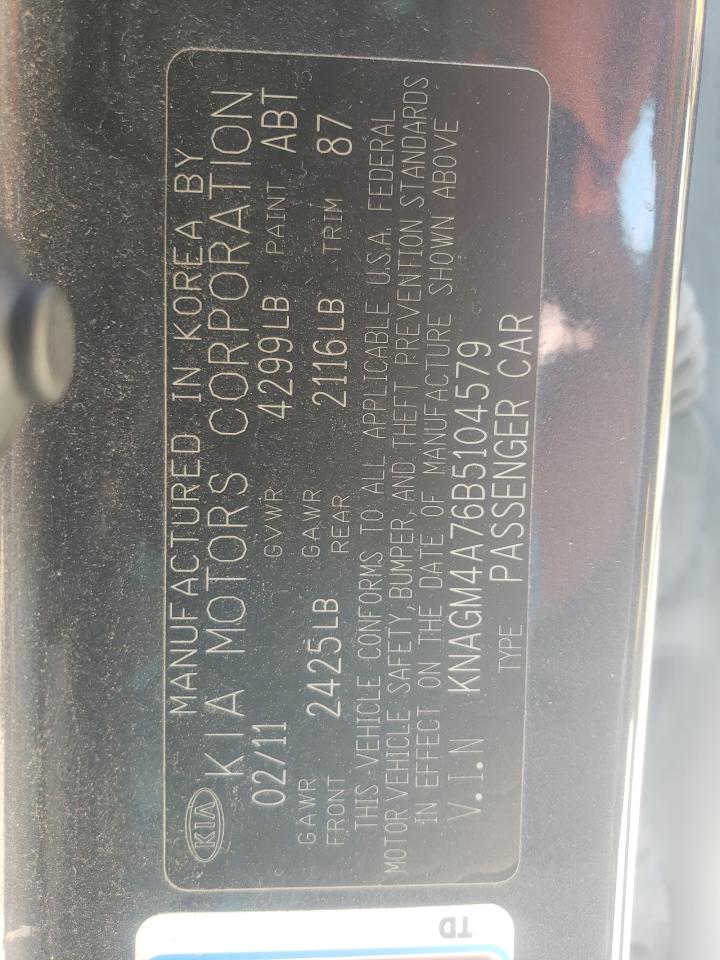 KIA
MANUFACTURED IN KOREA BY
KIA MOTORS CORPORATION
02/11 GVWR 4299LB PAINT ABT
GAWR FRONT 2425LB GAWR REAR 2116LB TRIM 87
THIS VEHICLE CONFORMS TO ALL APPLICABLE U.S.A. FEDERAL
MOTOR VEHICLE SAFETY, BUMPER, AND THEFT PREVENTION STANDARDS
IN EFFECT ON THE DATE OF MANUFACTURE SHOWN ABOVE
V.I.N KNAGM4A76B5104579
TYPE: PASSENGER CAR
TD